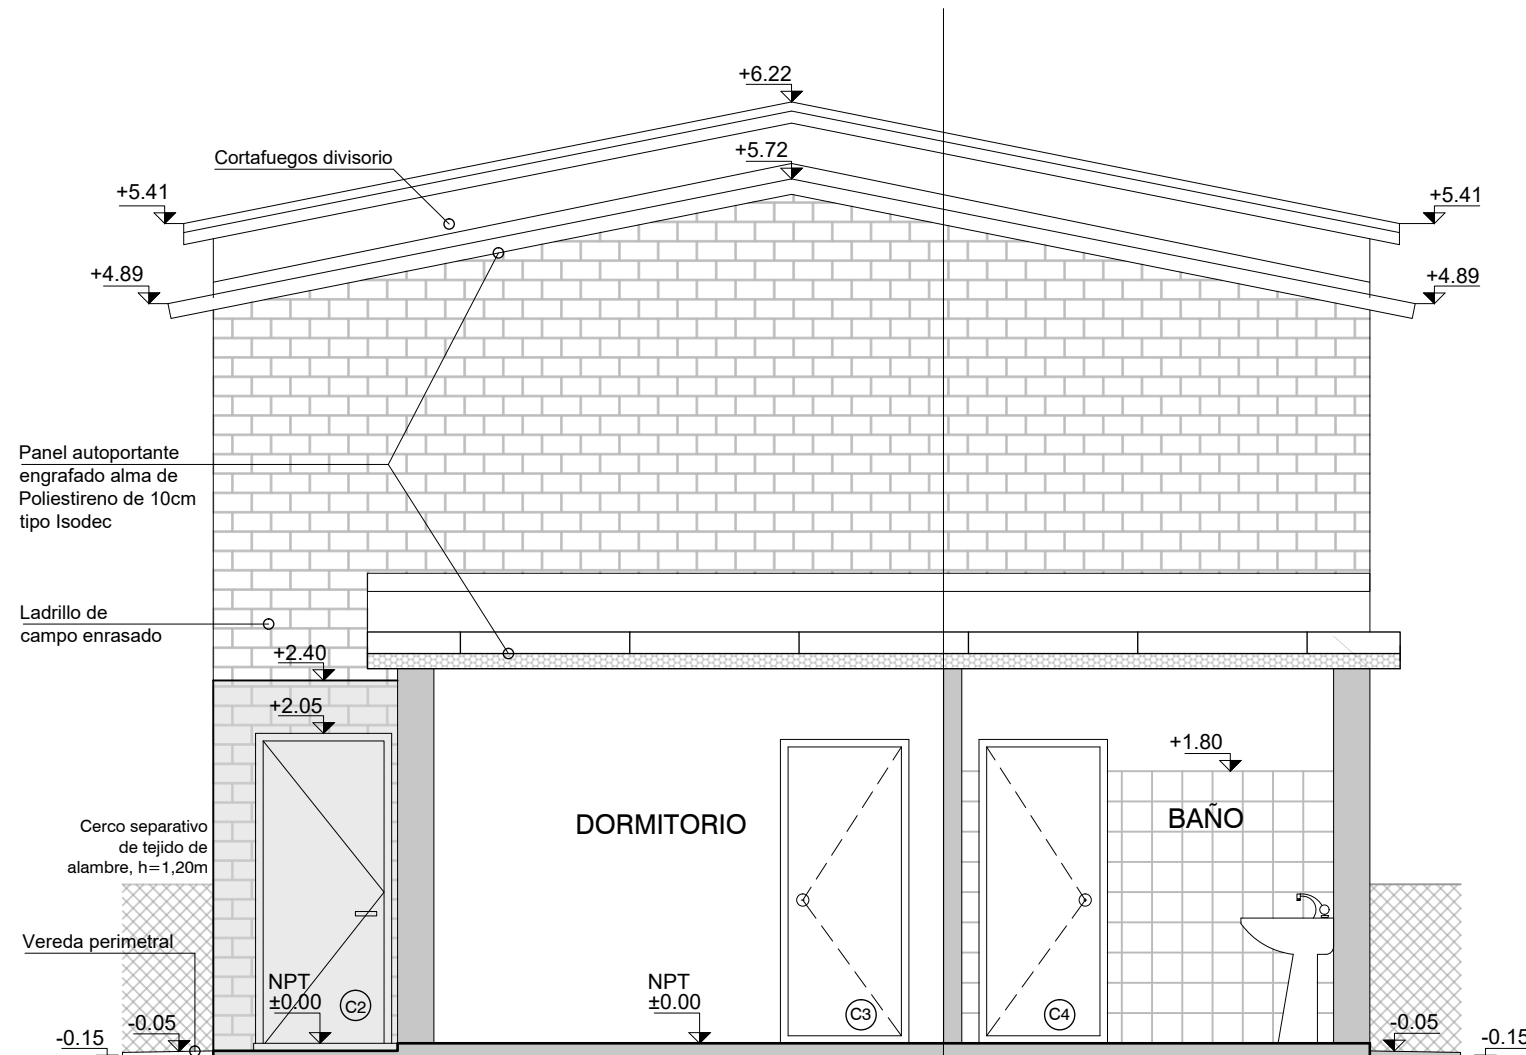 +6.22
Cortafuegos divisorio
+5.72
+5.41
+5.41
+4.89
+4.89
Panel autoportante
engrafado alma de
Poliestireno de 10cm
tipo Isodec
Ladrillo de
campo enrasado
+2.40
+2.05
+1.80
DORMITORIO
BAÑO
Cerco separativo
de tejido de
alambre, h=1,20m
Vereda perimetral
NPT
±0.00
C2
NPT
±0.00
C3
C4
-0.15
-0.05
-0.05
-0.15